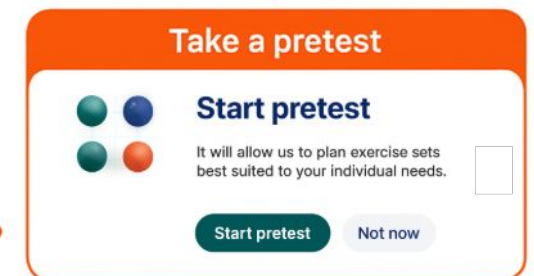 Take a pretest
Start pretest
It will allow us to plan exercise sets
best suited to your individual needs.
Start pretest Not now